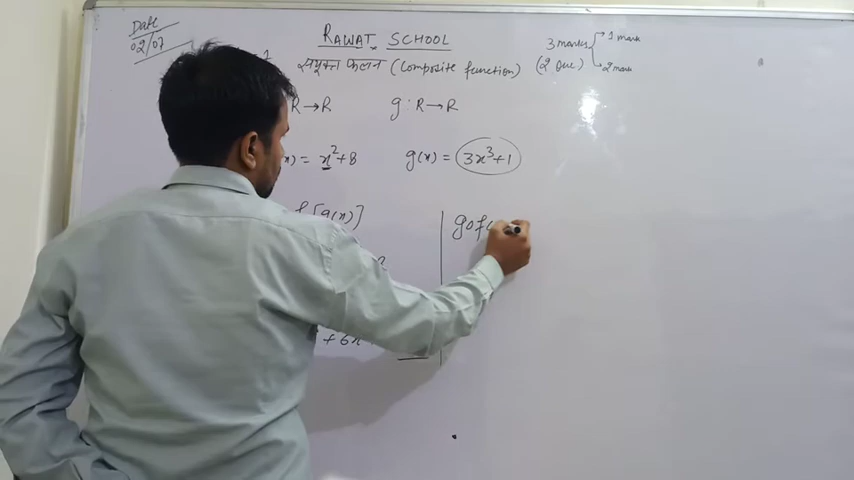 Date
02/07
RAWAT SCHOOL
3 marks
1 mark
(2 Que)
2 mark
संयुक्त फलन (Composite function)
R→R
g : R→R
(x) = x²+8
g(x) = 3x³+1
f[g(x)]
gof(
+ 6x